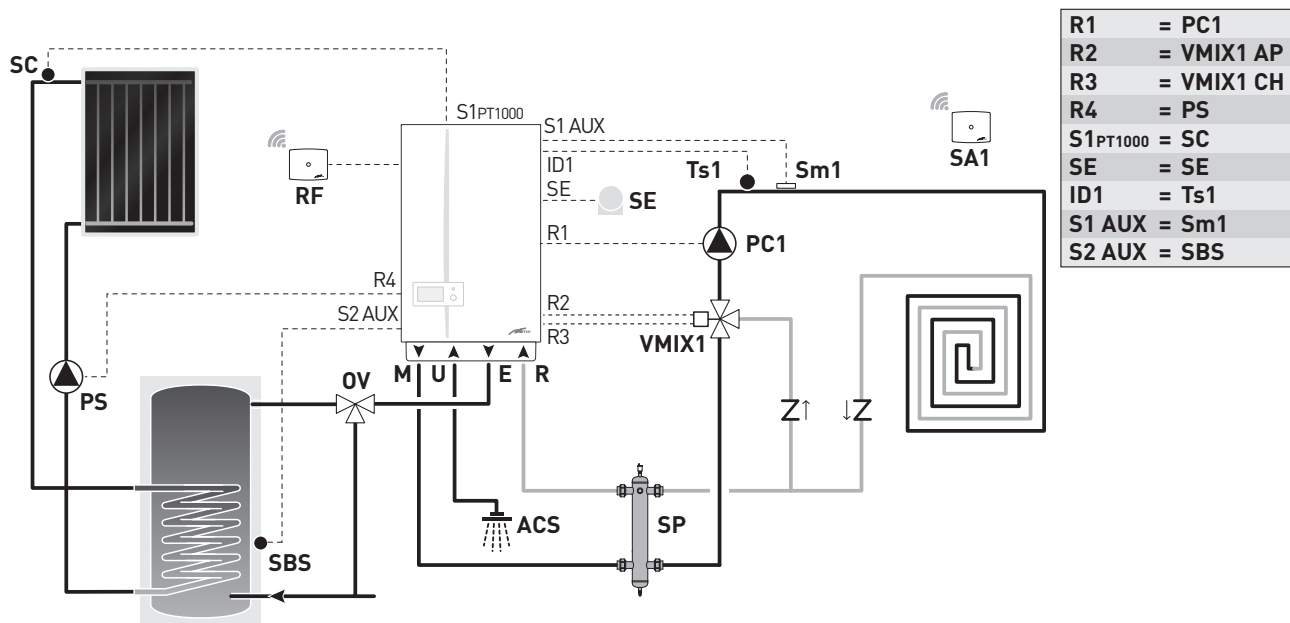 SC
S1PT1000
S1 AUX
ID1
SE
R1
R4
S2 AUX
R2
R3
RF
SE
Ts1
Sm1
SA1
PC1
VMIX1
M U E R
OV
PS
SBS
ACS
SP
R1 = PC1
R2 = VMIX1 AP
R3 = VMIX1 CH
R4 = PS
S1PT1000 = SC
SE = SE
ID1 = Ts1
S1 AUX = Sm1
S2 AUX = SBS